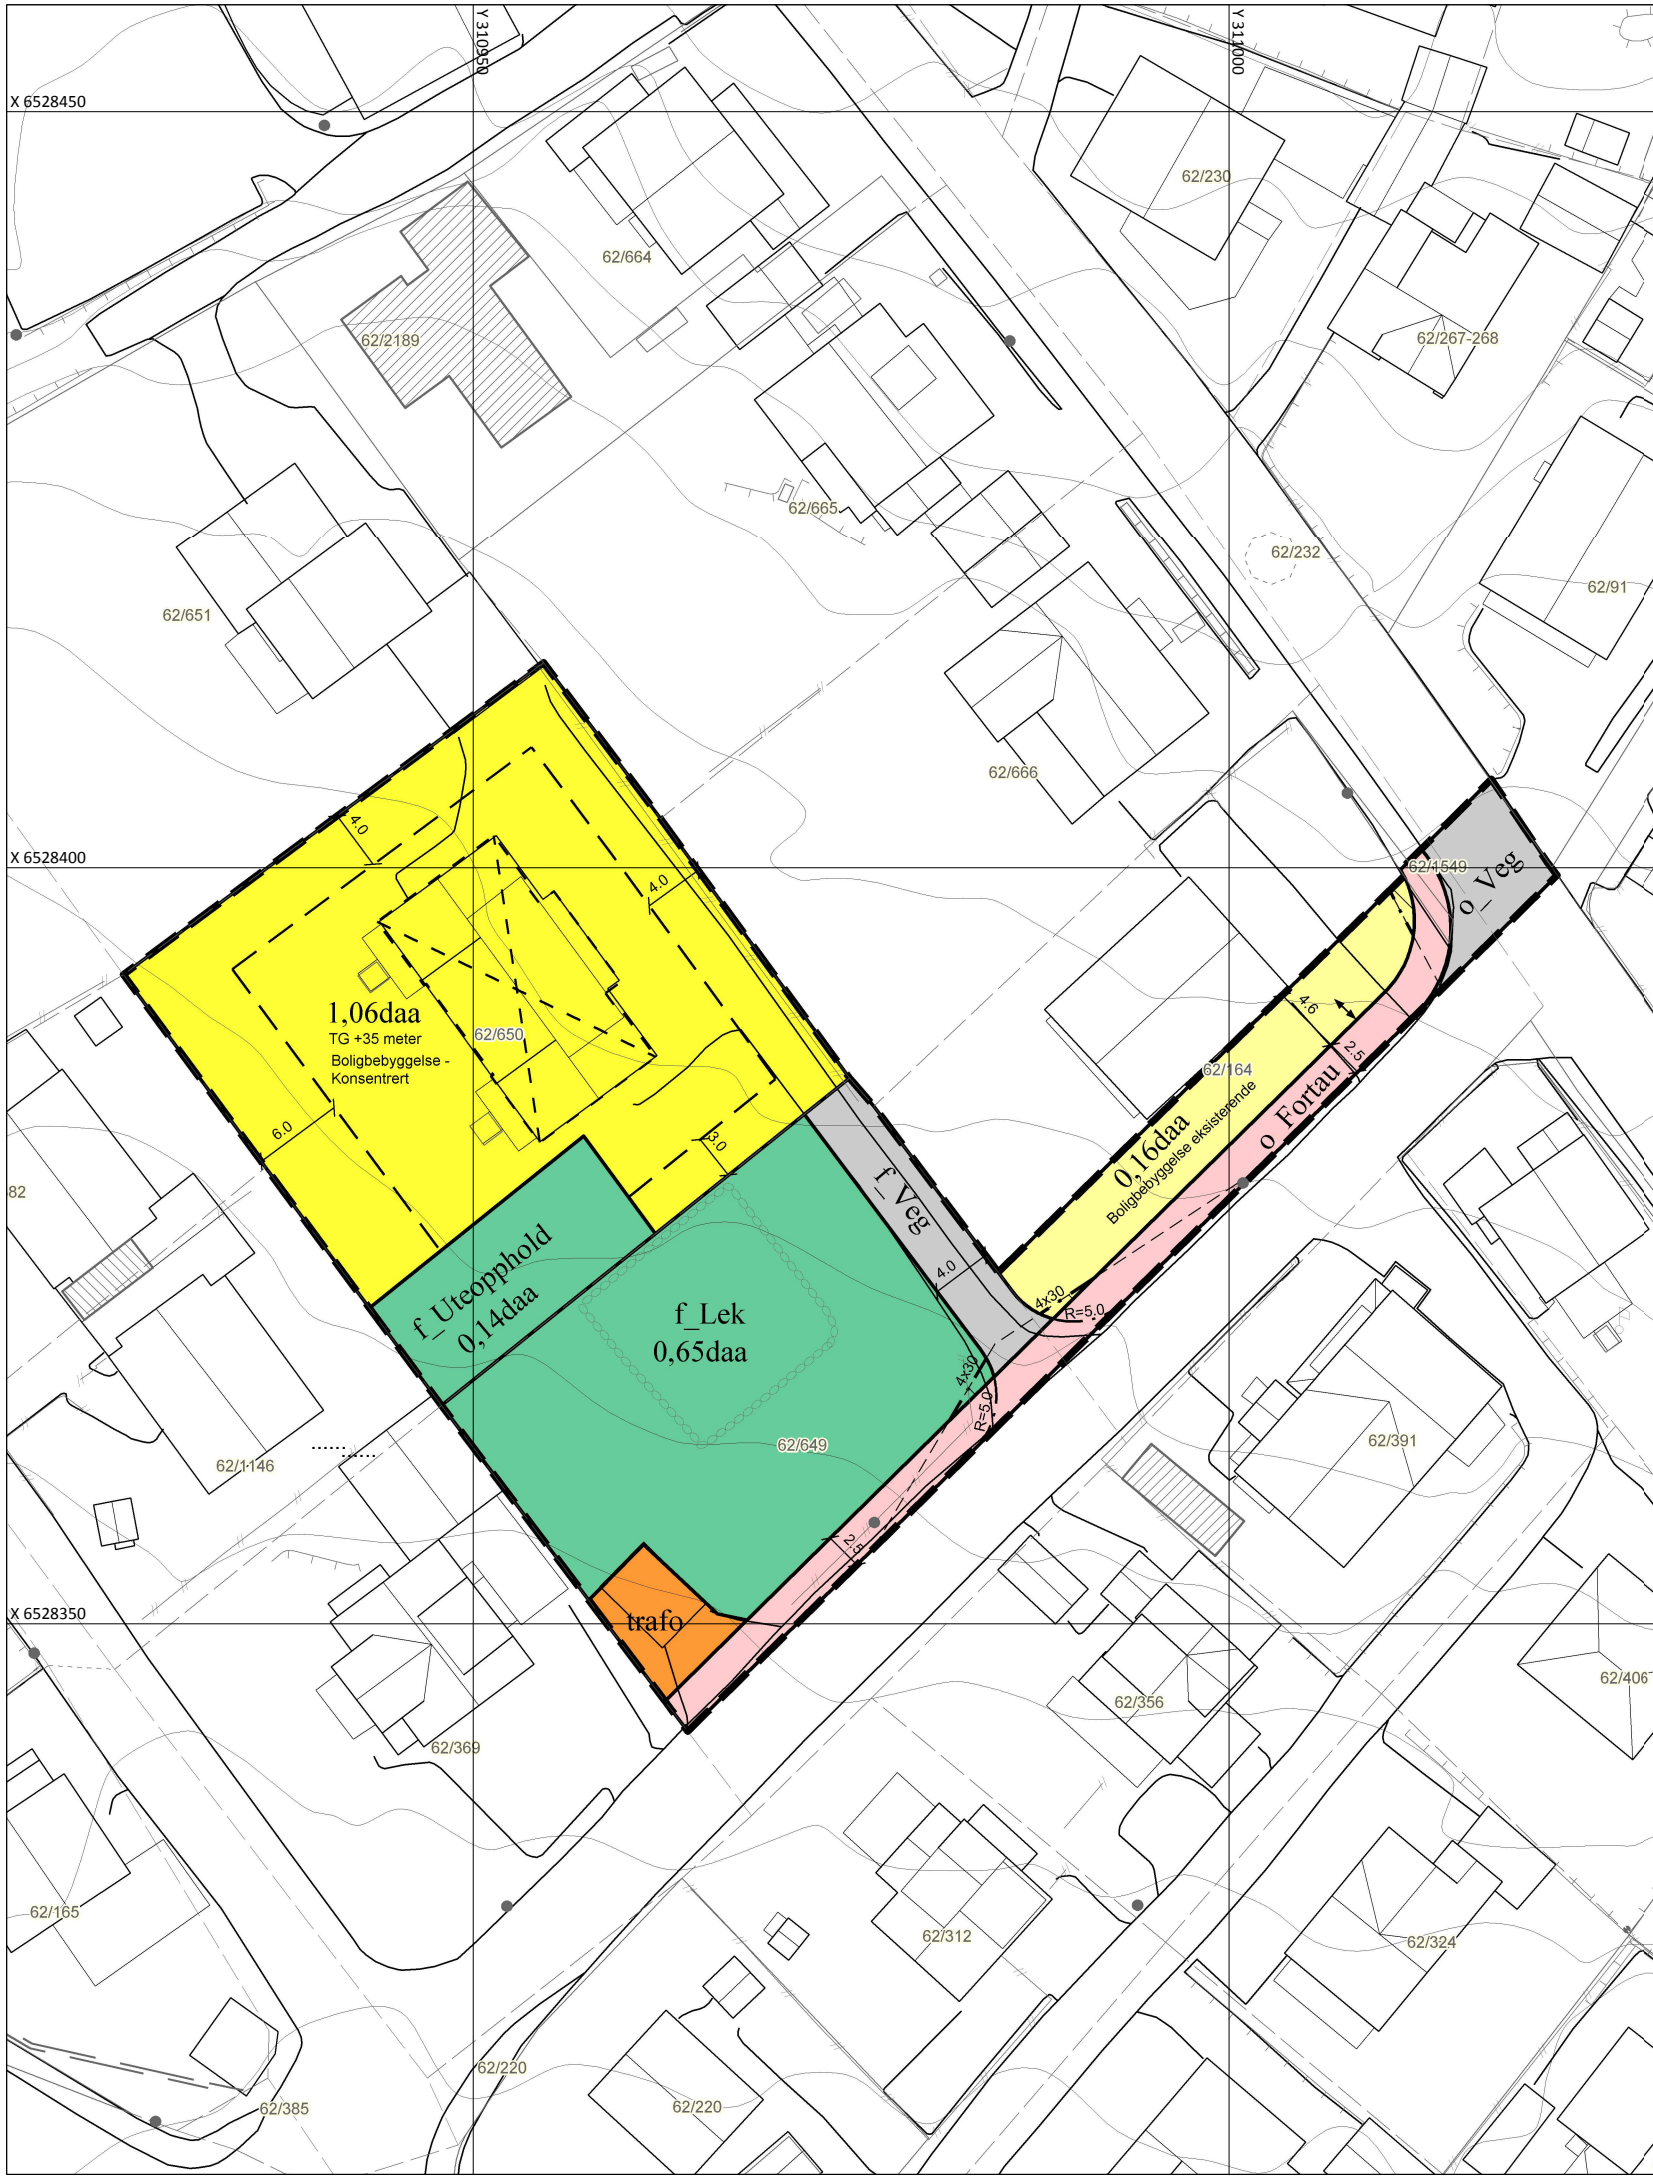 Y 310950
Y 311000
X 6528450
62/230
62/664
62/2189
62/267-268
62/665
62/232
62/91
62/651
62/666
4.0
X 6528400
62/1549
o_Veg
4.0
1,06daa
TG +35 meter
Boligbebyggelse -
Konsentrert
62/650
4.6
2.5
62/164
6.0
3.0
0,16daa
Boligbebyggelse eksisterende
o_Fortau
82
f_Veg
4.0
f_Uteopphold
0,14daa
4x30
R=5.0
f_Lek
0,65daa
4x30
R=5.0
62/649
62/391
62/1146
2.5
X 6528350
trafo
62/406
62/356
62/369
62/165
62/312
62/324
62/220
62/220
62/385